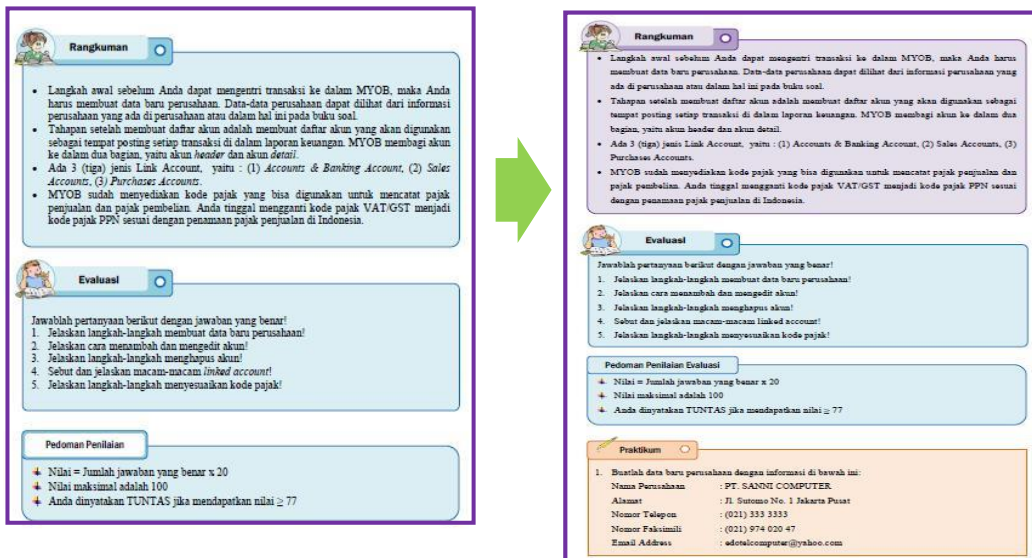 Rangkuman
• Langkah awal sebelum Anda dapat mengentri transaksi ke dalam MYOB, maka Anda
harus membuat data baru perusahaan. Data-data perusahaan dapat dilihat dari informasi
perusahaan yang ada di perusahaan atau dalam hal ini pada buku soal.
• Tahapan setelah membuat daftar akun adalah membuat daftar akun yang akan digunakan
sebagai tempat posting setiap transaksi di dalam laporan keuangan. MYOB membagi akun
ke dalam dua bagian, yaitu akun header dan akun detail.
• Ada 3 (tiga) jenis Link Account, yaitu : (1) Accounts & Banking Account, (2) Sales
Accounts, (3) Purchases Accounts.
• MYOB sudah menyediakan kode pajak yang bisa digunakan untuk mencatat pajak
penjualan dan pajak pembelian. Anda tinggal mengganti kode pajak VAT/GST menjadi
kode pajak PPN sesuai dengan penamaan pajak penjualan di Indonesia.
Evaluasi
Jawablah pertanyaan berikut dengan jawaban yang benar!
1. Jelaskan langkah-langkah membuat data baru perusahaan!
2. Jelaskan cara menambah dan mengedit akun!
3. Jelaskan langkah-langkah menghapus akun!
4. Sebut dan jelaskan macam-macam linked account!
5. Jelaskan langkah-langkah menyesuaikan kode pajak!
Pedoman Penilaian
Nilai = Jumlah jawaban yang benar x 20
Nilai maksimal adalah 100
Anda dinyatakan TUNTAS jika mendapatkan nilai ≥ 77
Rangkuman
• Langkah awal sebelum Anda dapat mengentri transaksi ke dalam MYOB, maka Anda harus
membuat data baru perusahaan. Data-data perusahaan dapat dilihat dari informasi perusahaan yang
ada di perusahaan atau dalam hal ini pada buku soal.
• Tahapan setelah membuat daftar akun adalah membuat daftar akun yang akan digunakan sebagai
tempat posting setiap transaksi di dalam laporan keuangan. MYOB membagi akun ke dalam dua
bagian, yaitu akun header dan akun detail.
• Ada 3 (tiga) jenis Link Account, yaitu : (1) Accounts & Banking Account, (2) Sales Accounts, (3)
Purchases Accounts.
• MYOB sudah menyediakan kode pajak yang bisa digunakan untuk mencatat pajak penjualan dan
pajak pembelian. Anda tinggal mengganti kode pajak VAT/GST menjadi kode pajak PPN sesuai
dengan penamaan pajak penjualan di Indonesia.
Evaluasi
Jawablah pertanyaan berikut dengan jawaban yang benar!
1. Jelaskan langkah-langkah membuat data baru perusahaan!
2. Jelaskan cara menambah dan mengedit akun!
3. Jelaskan langkah-langkah menghapus akun!
4. Sebut dan jelaskan macam-macam linked account!
5. Jelaskan langkah-langkah menyesuaikan kode pajak!
Pedoman Penilaian Evaluasi
Nilai = Jumlah jawaban yang benar x 20
Nilai maksimal adalah 100
Anda dinyatakan TUNTAS jika mendapatkan nilai ≥ 77
Praktikum
1. Buatlah data baru perusahaan dengan informasi di bawah ini:
Nama Perusahaan : PT. SANNI COMPUTER
Alamat : Jl. Sutomo No. 1 Jakarta Pusat
Nomor Telepon : (021) 333 3333
Nomor Faksimili : (021) 974 020 47
Email Address : edotelcomputer@yahoo.com